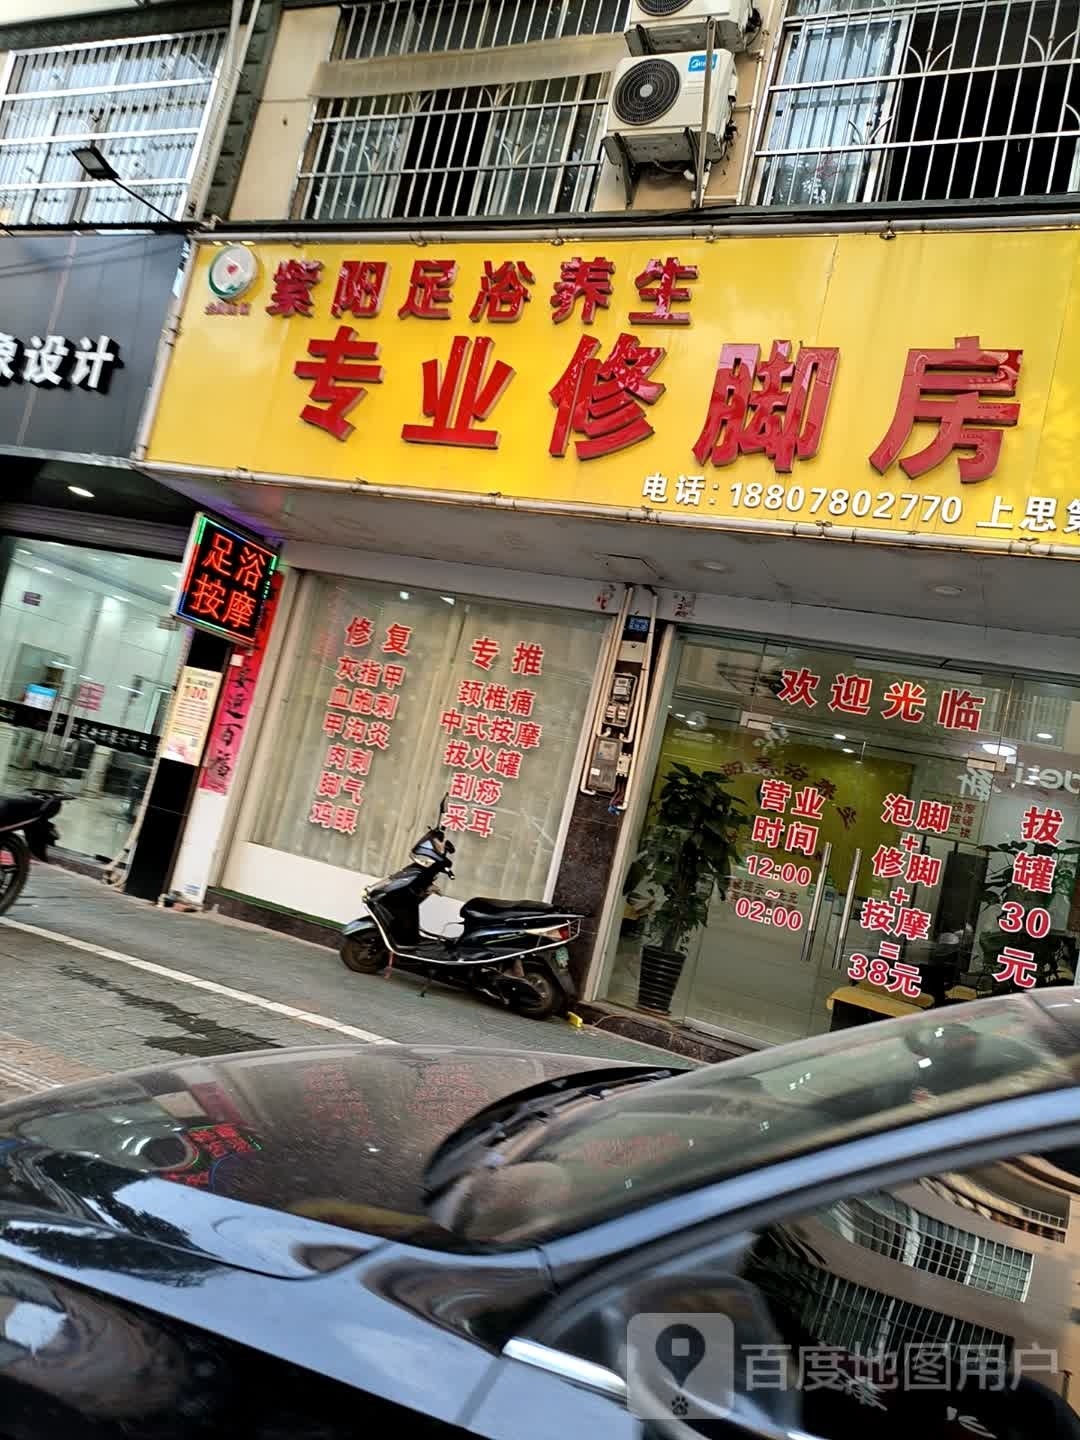 紫阳足浴养生
专业修脚房
电话:18807802770 上思第
象设计
足浴
按摩
修复
灰指甲
血胞刺
甲沟炎
肉刺
脚气
鸡眼
专推
颈椎痛
中式按摩
拔火罐
刮痧
采耳
欢迎光临
营业
时间
12:00
~
02:00
泡脚
+
修脚
+
按摩
=
38元
拔
罐
30
元
百度地图用户